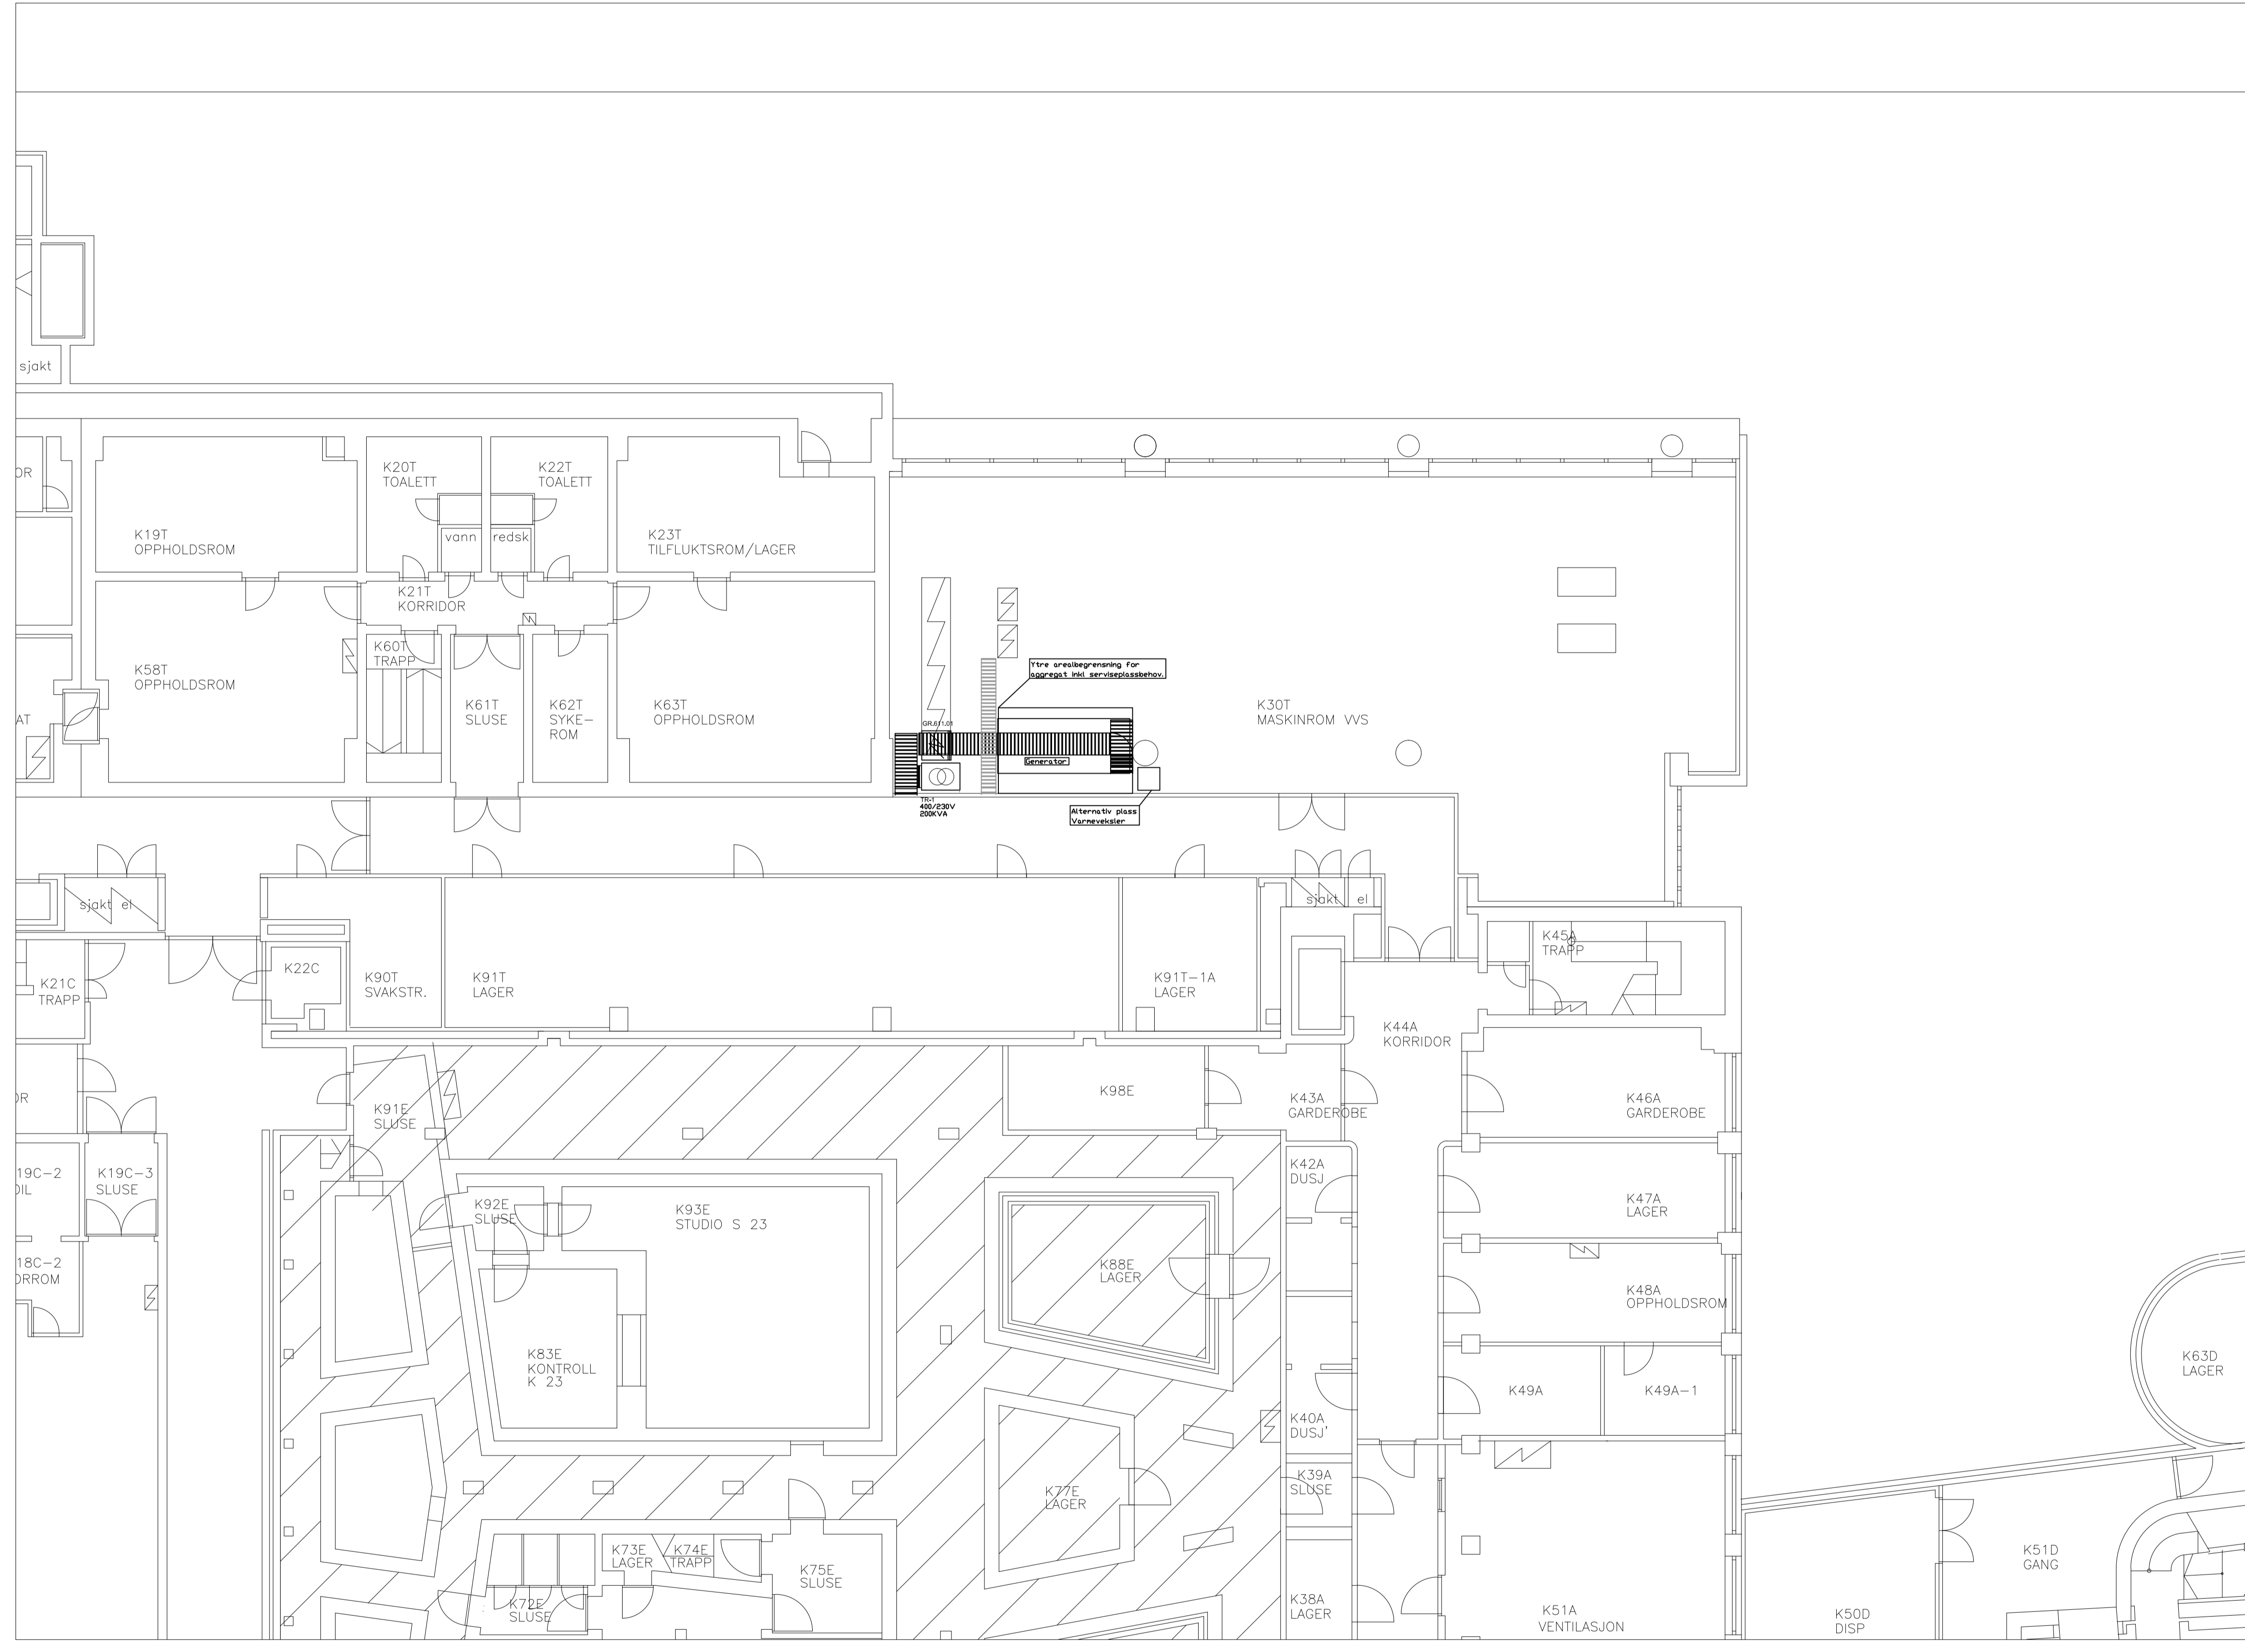 sjakt
OR
K19T
OPPHOLDSROM
K20T
TOALETT
K22T
TOALETT
vann
redsk
K23T
TILFLUKTSROM/LAGER
K21T
KORRIDOR
K60T
TRAPP
K58T
OPPHOLDSROM
AT
K61T
SLUSE
K62T
SYKE-
ROM
K63T
OPPHOLDSROM
Ytre arealbegrensning for
aggregat inkl serviseplassbehov.
GR.611.01
Generator
K30T
MASKINROM VVS
TR-1
400/230V
200KVA
Alternativ plass
Varmeveksler
sjakt el
sjakt el
K21C
TRAPP
K22C
K90T
SVAKSTR.
K91T
LAGER
K91T-1A
LAGER
K45A
TRAPP
K44A
KORRIDOR
OR
K91E
SLUSE
K98E
K43A
GARDEROBE
K46A
GARDEROBE
19C-2
OIL
K19C-3
SLUSE
K92E
SLUSE
K93E
STUDIO S 23
K42A
DUSJ
K47A
LAGER
18C-2
ORROM
K88E
LAGER
K48A
OPPHOLDSROM
K83E
KONTROLL
K 23
K49A
K49A-1
K63D
LAGER
K40A
DUSJ'
K39A
SLUSE
K77E
LAGER
K73E
LAGER
K74E
TRAPP
K75E
SLUSE
K72E
SLUSE
K38A
LAGER
K51A
VENTILASJON
K50D
DISP
K51D
GANG